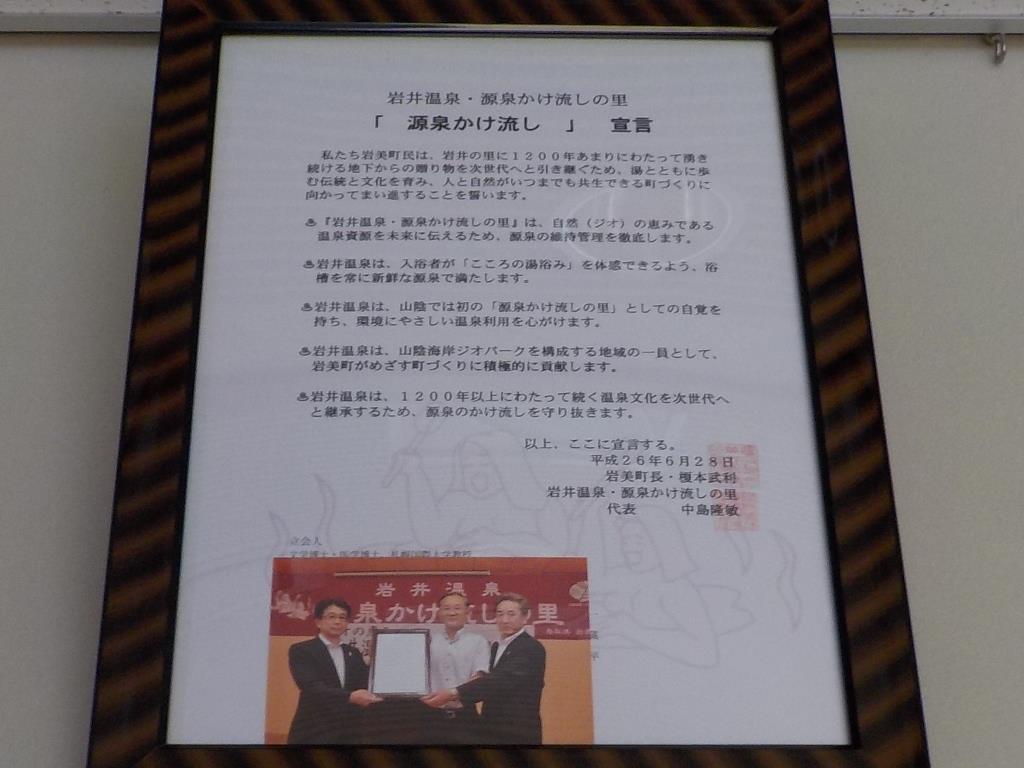 岩井温泉・源泉かけ流しの里
「　源泉かけ流し　」　宣言
私たち岩美町民は、岩井の里に１２００年あまりにわたって湧き
続ける地下からの贈り物を次世代へと引き継ぐため、湯とともに歩
む伝統と文化を育み、人と自然がいつまでも共生できる町づくりに
向かってまい進することを誓います。
♨『岩井温泉・源泉かけ流しの里』は、自然（ジオ）の恵みである
温泉資源を未来に伝えるため、源泉の維持管理を徹底します。
♨岩井温泉は、入浴者が「こころの湯浴み」を体感できるよう、浴
槽を常に新鮮な源泉で満たします。
♨岩井温泉は、山陰では初の「源泉かけ流しの里」としての自覚を
持ち、環境にやさしい温泉利用を心がけます。
♨岩井温泉は、山陰海岸ジオパークを構成する地域の一員として、
岩美町がめざす町づくりに積極的に貢献します。
♨岩井温泉は、１２００年以上にわたって続く温泉文化を次世代へ
と継承するため、源泉のかけ流しを守り抜きます。
以上、ここに宣言する。
平成２６年６月２８日
岩美町長・榎本武利
岩井温泉・源泉かけ流しの里
代表　　中島隆敏
立会人
文学博士・医学博士　札幌国際大学教授
岩井温泉
泉かけ流しの里